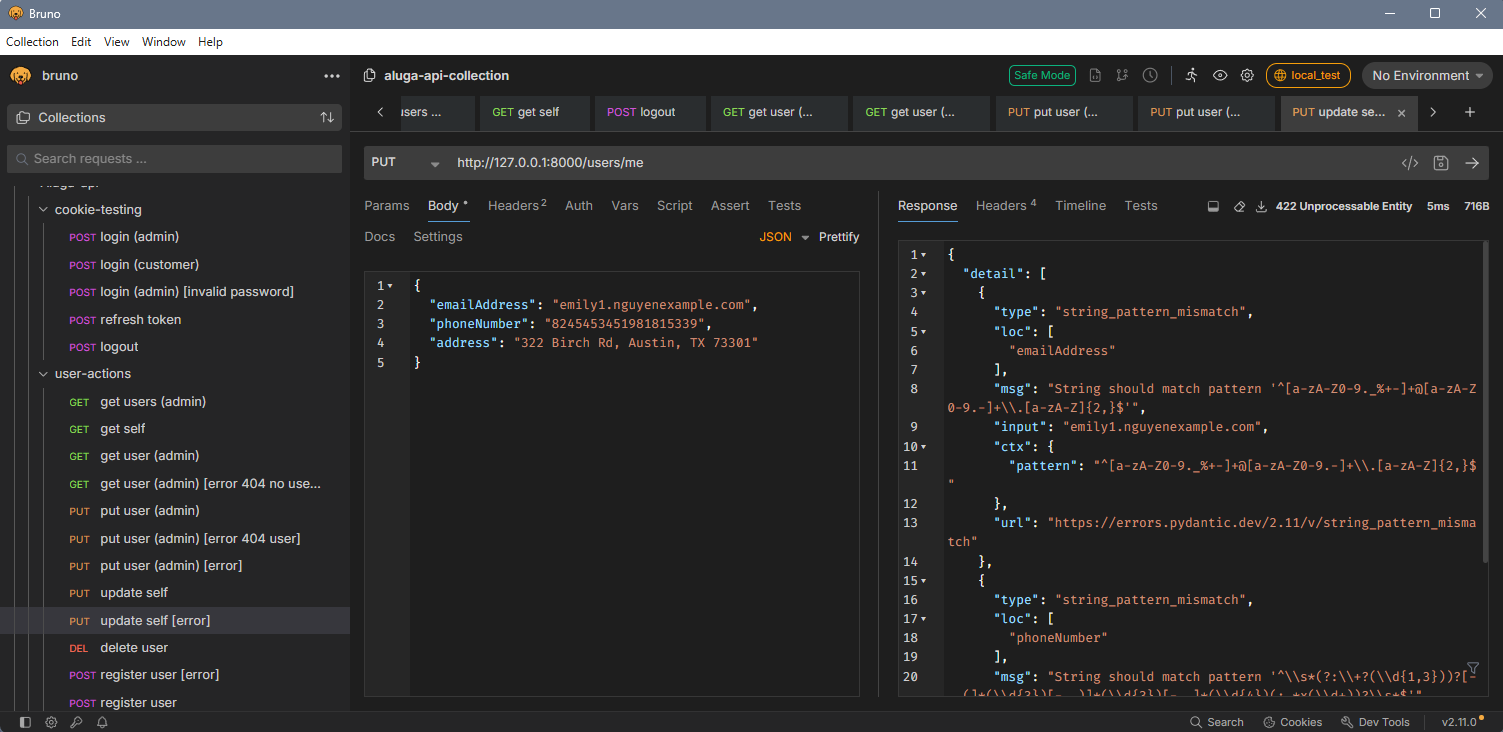 Bruno
Collection Edit View Window Help
bruno
aluga-api-collection
Safe Mode
local_test
No Environment
Collections
Search requests ...
cookie-testing
POST login (admin)
POST login (customer)
POST login (admin) [invalid password]
POST refresh token
POST logout
user-actions
GET get users (admin)
GET get self
GET get user (admin)
GET get user (admin) [error 404 no use...
PUT put user (admin)
PUT put user (admin) [error 404 user]
PUT put user (admin) [error]
PUT update self
PUT update self [error]
DEL delete user
POST register user [error]
POST register user
users ...
GET get self
POST logout
GET get user (...
GET get user (...
PUT put user (...
PUT put user (...
PUT update se...
PUT http://127.0.0.1:8000/users/me
Params Body Headers 2 Auth Vars Script Assert Tests
Docs Settings
JSON Prettify
1 {
2 "emailAddress": "emily1.nguyenexample.com",
3 "phoneNumber": "8245453451981815339",
4 "address": "322 Birch Rd, Austin, TX 73301"
5 }
Response Headers 4 Timeline Tests
422 Unprocessable Entity 5ms 716B
1 {
2 "detail": [
3 {
4 "type": "string_pattern_mismatch",
5 "loc": [
6 "emailAddress"
7 ],
8 "msg": "String should match pattern '^[a-zA-Z0-9._%+-]+@[a-zA-Z
0-9.-]+\\.[a-zA-Z]{2,}$'",
9 "input": "emily1.nguyenexample.com",
10 "ctx": {
11 "pattern": "^[a-zA-Z0-9._%+-]+@[a-zA-Z0-9.-]+\\.[a-zA-Z]{2,}$
"
12 },
13 "url": "https://errors.pydantic.dev/2.11/v/string_pattern_misma
tch"
14 },
15 {
16 "type": "string_pattern_mismatch",
17 "loc": [
18 "phoneNumber"
19 ],
20 "msg": "String should match pattern '^\\s*(?:\\+?(\\d{1,3}))?[-
Search Cookies Dev Tools v2.11.0